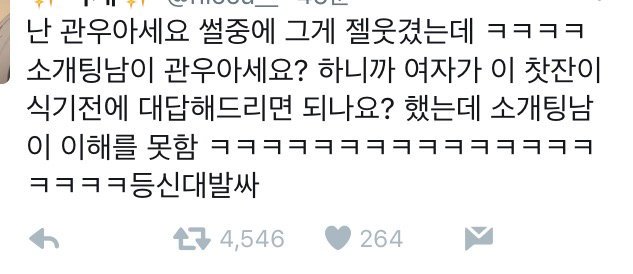 난 관우아세요 썰중에 그게 젤웃겼는데 ㅋㅋㅋㅋ
소개팅남이 관우아세요? 하니까 여자가 이 찻잔이
식기전에 대답해드리면 되나요? 했는데 소개팅남
이 이해를 못함 ㅋㅋㅋㅋㅋㅋㅋㅋㅋㅋㅋㅋㅋㅋㅋ
ㅋㅋㅋㅋ등신대발싸
4,546 264